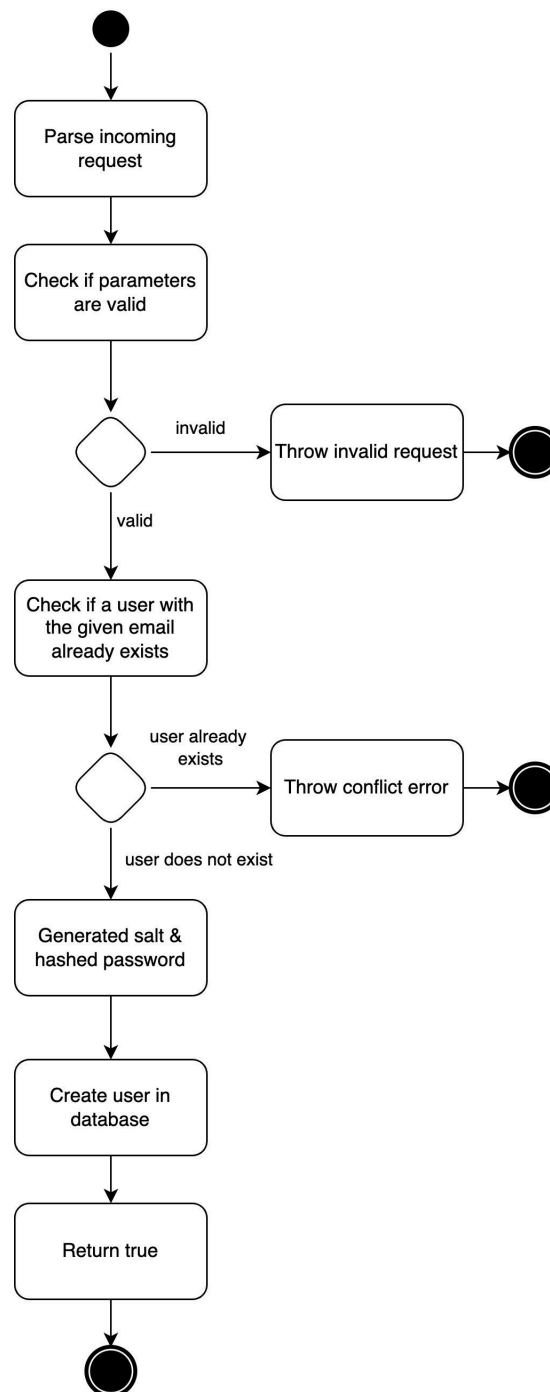 Parse incoming
request
Check if parameters
are valid
invalid
Throw invalid request
valid
Check if a user with
the given email
already exists
user already
exists
Throw conflict error
user does not exist
Generated salt &
hashed password
Create user in
database
Return true